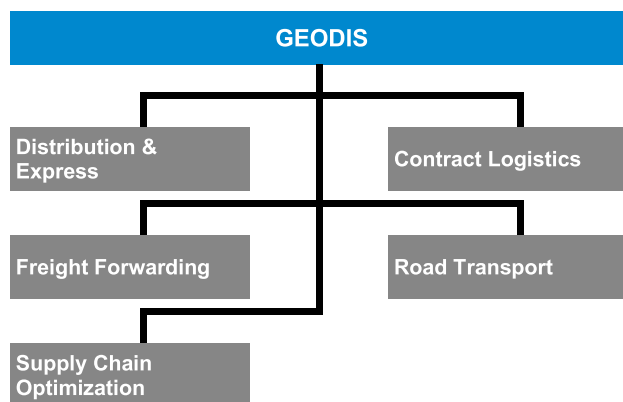 GEODIS
Distribution &
Express
Contract Logistics
Freight Forwarding
Road Transport
Supply Chain
Optimization